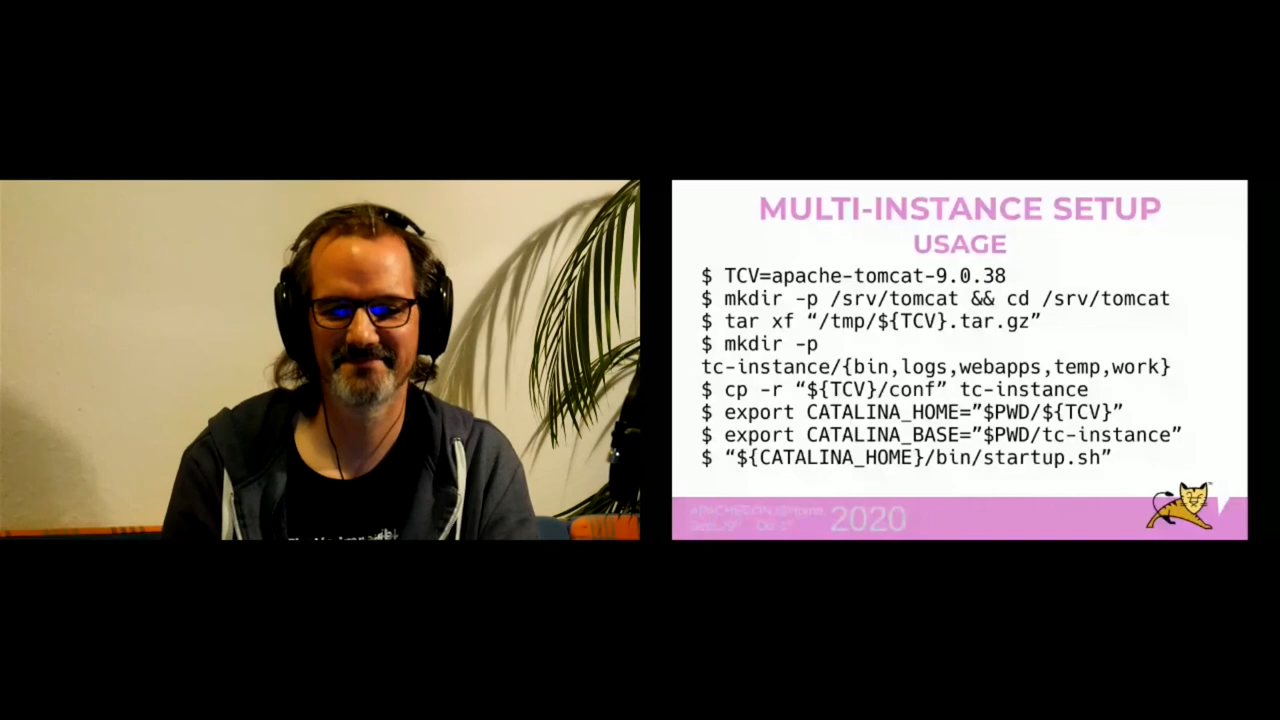 MULTI-INSTANCE SETUP
USAGE
$ TCV=apache-tomcat-9.0.38
$ mkdir -p /srv/tomcat && cd /srv/tomcat
$ tar xf “/tmp/${TCV}.tar.gz”
$ mkdir -p
tc-instance/{bin,logs,webapps,temp,work}
$ cp -r “${TCV}/conf” tc-instance
$ export CATALINA_HOME=”$PWD/${TCV}”
$ export CATALINA_BASE=”$PWD/tc-instance”
$ “${CATALINA_HOME}/bin/startup.sh”
APACHECON @Home
2020